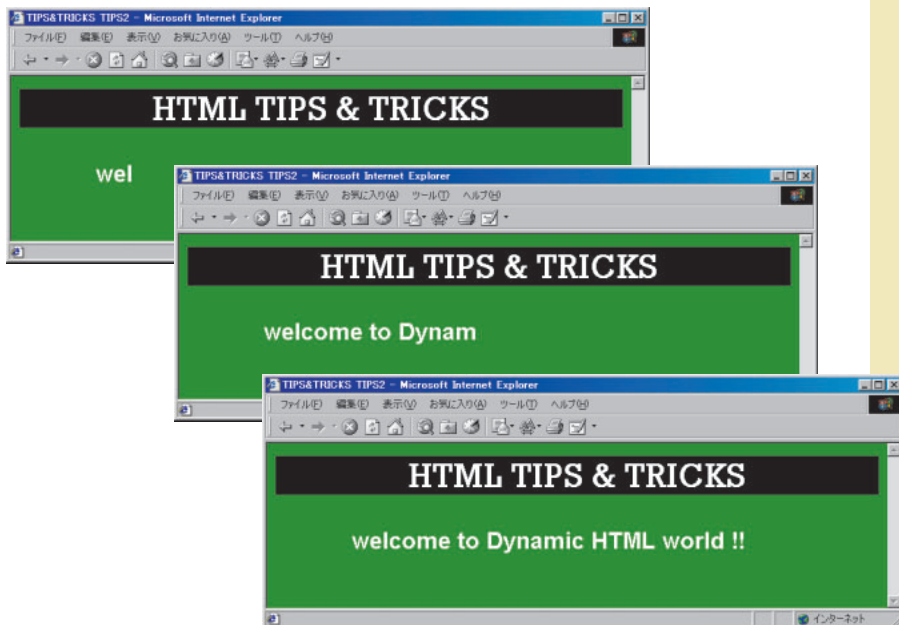 TIPS&TRICKS TIPS2 - Microsoft Internet Explorer
ファイル(F) 編集(E) 表示(V) お気に入り(A) ツール(T) ヘルプ(H)
HTML TIPS & TRICKS
wel
TIPS&TRICKS TIPS2 - Microsoft Internet Explorer
ファイル(F) 編集(E) 表示(V) お気に入り(A) ツール(T) ヘルプ(H)
HTML TIPS & TRICKS
welcome to Dynam
TIPS&TRICKS TIPS2 - Microsoft Internet Explorer
ファイル(F) 編集(E) 表示(V) お気に入り(A) ツール(T) ヘルプ(H)
HTML TIPS & TRICKS
welcome to Dynamic HTML world !!
インターネット